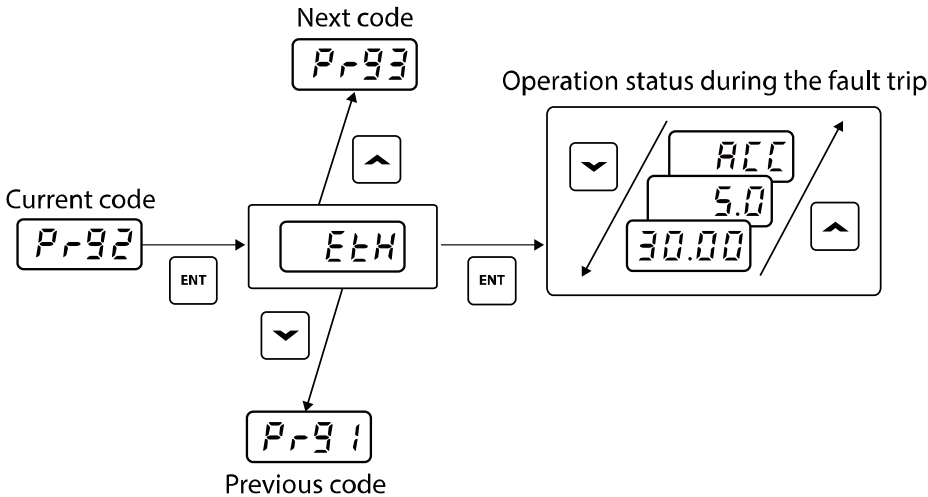 Next code
Pr93
Operation status during the fault trip
ACC
5.0
30.00
Current code
Pr92
EtH
ENT
ENT
Pr91
Previous code